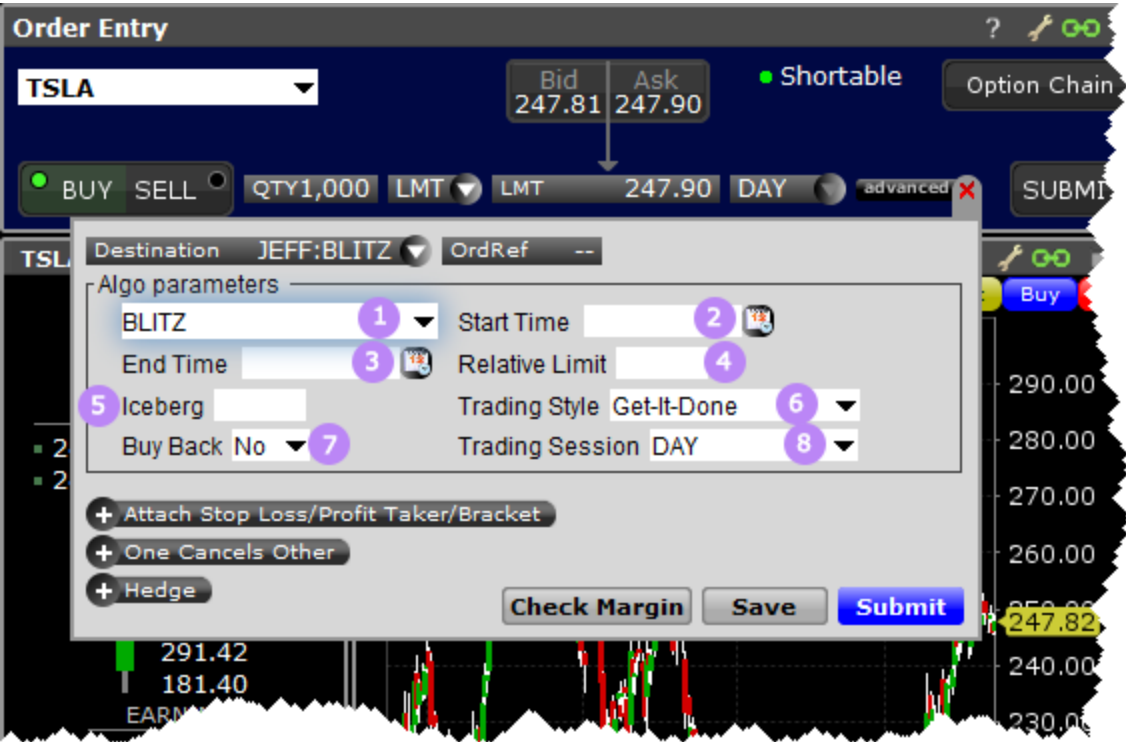 Order Entry ?
TSLA
Bid Ask
247.81 247.90
Shortable
Option Chain
BUY SELL QTY1,000 LMT LMT 247.90 DAY advanced SUBMI
Destination JEFF:BLITZ OrdRef --
TSL
Buy
Algo parameters
BLITZ 1 Start Time 2
End Time 3 Relative Limit 4
5 Iceberg Trading Style Get-It-Done 6
Buy Back No 7 Trading Session DAY 8
290.00
280.00
270.00
260.00
247.82
240.00
230.00
2
2
+ Attach Stop Loss/Profit Taker/Bracket
+ One Cancels Other
+ Hedge
Check Margin Save Submit
291.42
181.40
EARN